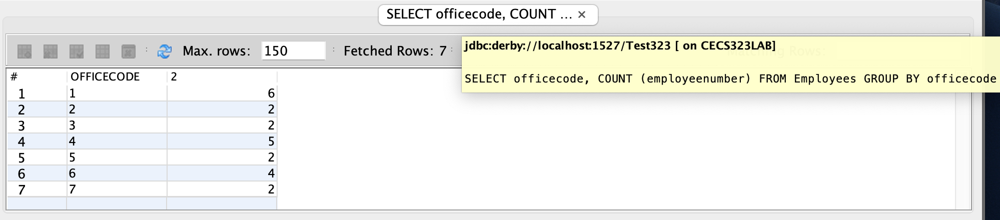 SELECT officecode, COUNT ... ×
Max. rows: 150 Fetched Rows: 7 Matching Rows:
jdbc:derby://localhost:1527/Test323 [ on CECS323LAB]
SELECT officecode, COUNT (employeenumber) FROM Employees GROUP BY officecode
# OFFICECODE 2
1 1 6
2 2 2
3 3 2
4 4 5
5 5 2
6 6 4
7 7 2